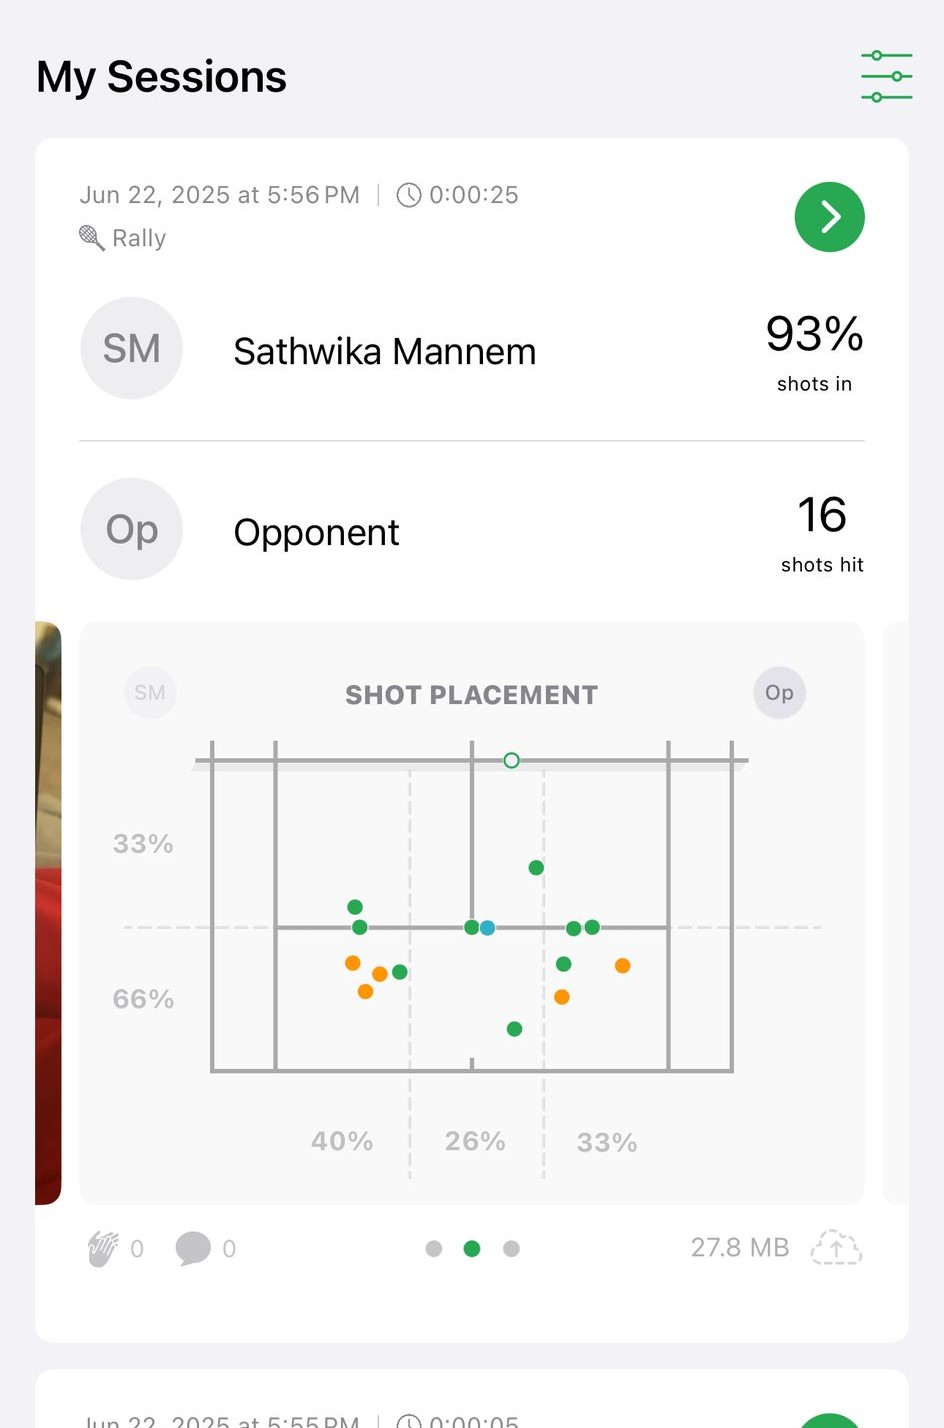 My Sessions
Jun 22, 2025 at 5:56 PM | 0:00:25
Rally
SM Sathwika Mannem 93%
shots in
Op Opponent 16
shots hit
SM SHOT PLACEMENT Op
33%
66%
40% 26% 33%
0 0 27.8 MB
Jun 22, 2025 at 5:55 PM | 0:00:05